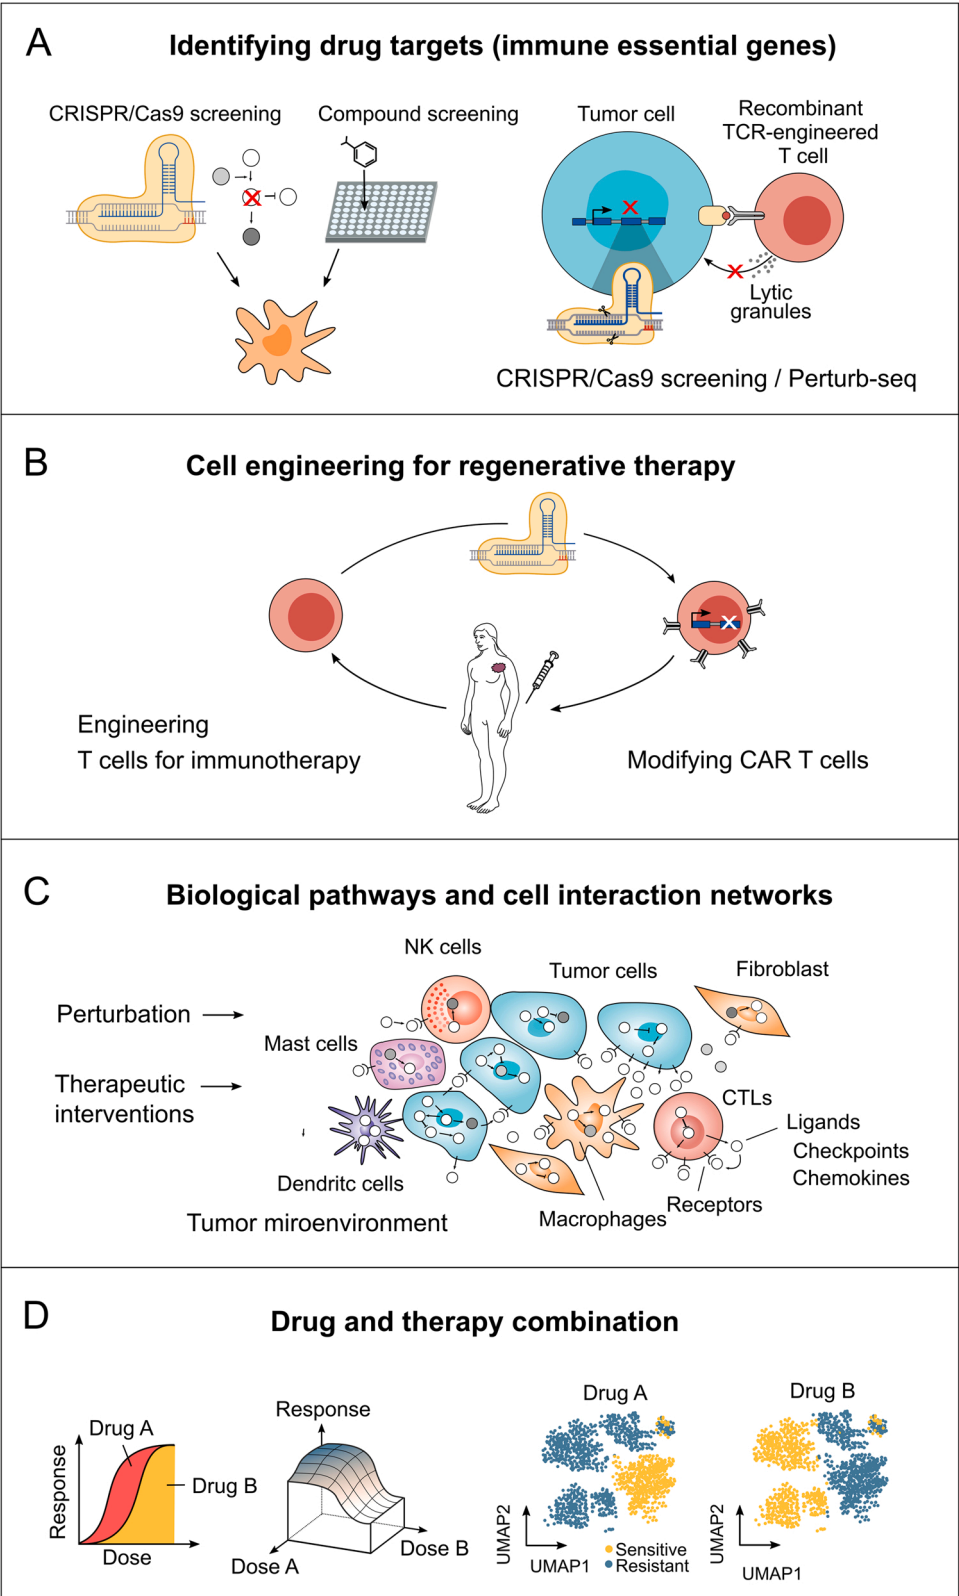 A
Identifying drug targets (immune essential genes)
CRISPR/Cas9 screening
Compound screening
Tumor cell
Recombinant
TCR-engineered
T cell
Lytic
granules
CRISPR/Cas9 screening / Perturb-seq
B
Cell engineering for regenerative therapy
Engineering
T cells for immunotherapy
Modifying CAR T cells
C
Biological pathways and cell interaction networks
NK cells
Tumor cells
Fibroblast
Perturbation
Mast cells
Therapeutic
interventions
CTLs
Ligands
Checkpoints
Chemokines
Dendritc cells
Receptors
Macrophages
Tumor miroenvironment
D
Drug and therapy combination
Drug A
Drug B
Response
Dose
Response
Dose A
Dose B
Drug A
UMAP2
UMAP1
Sensitive
Resistant
Drug B
UMAP2
UMAP1